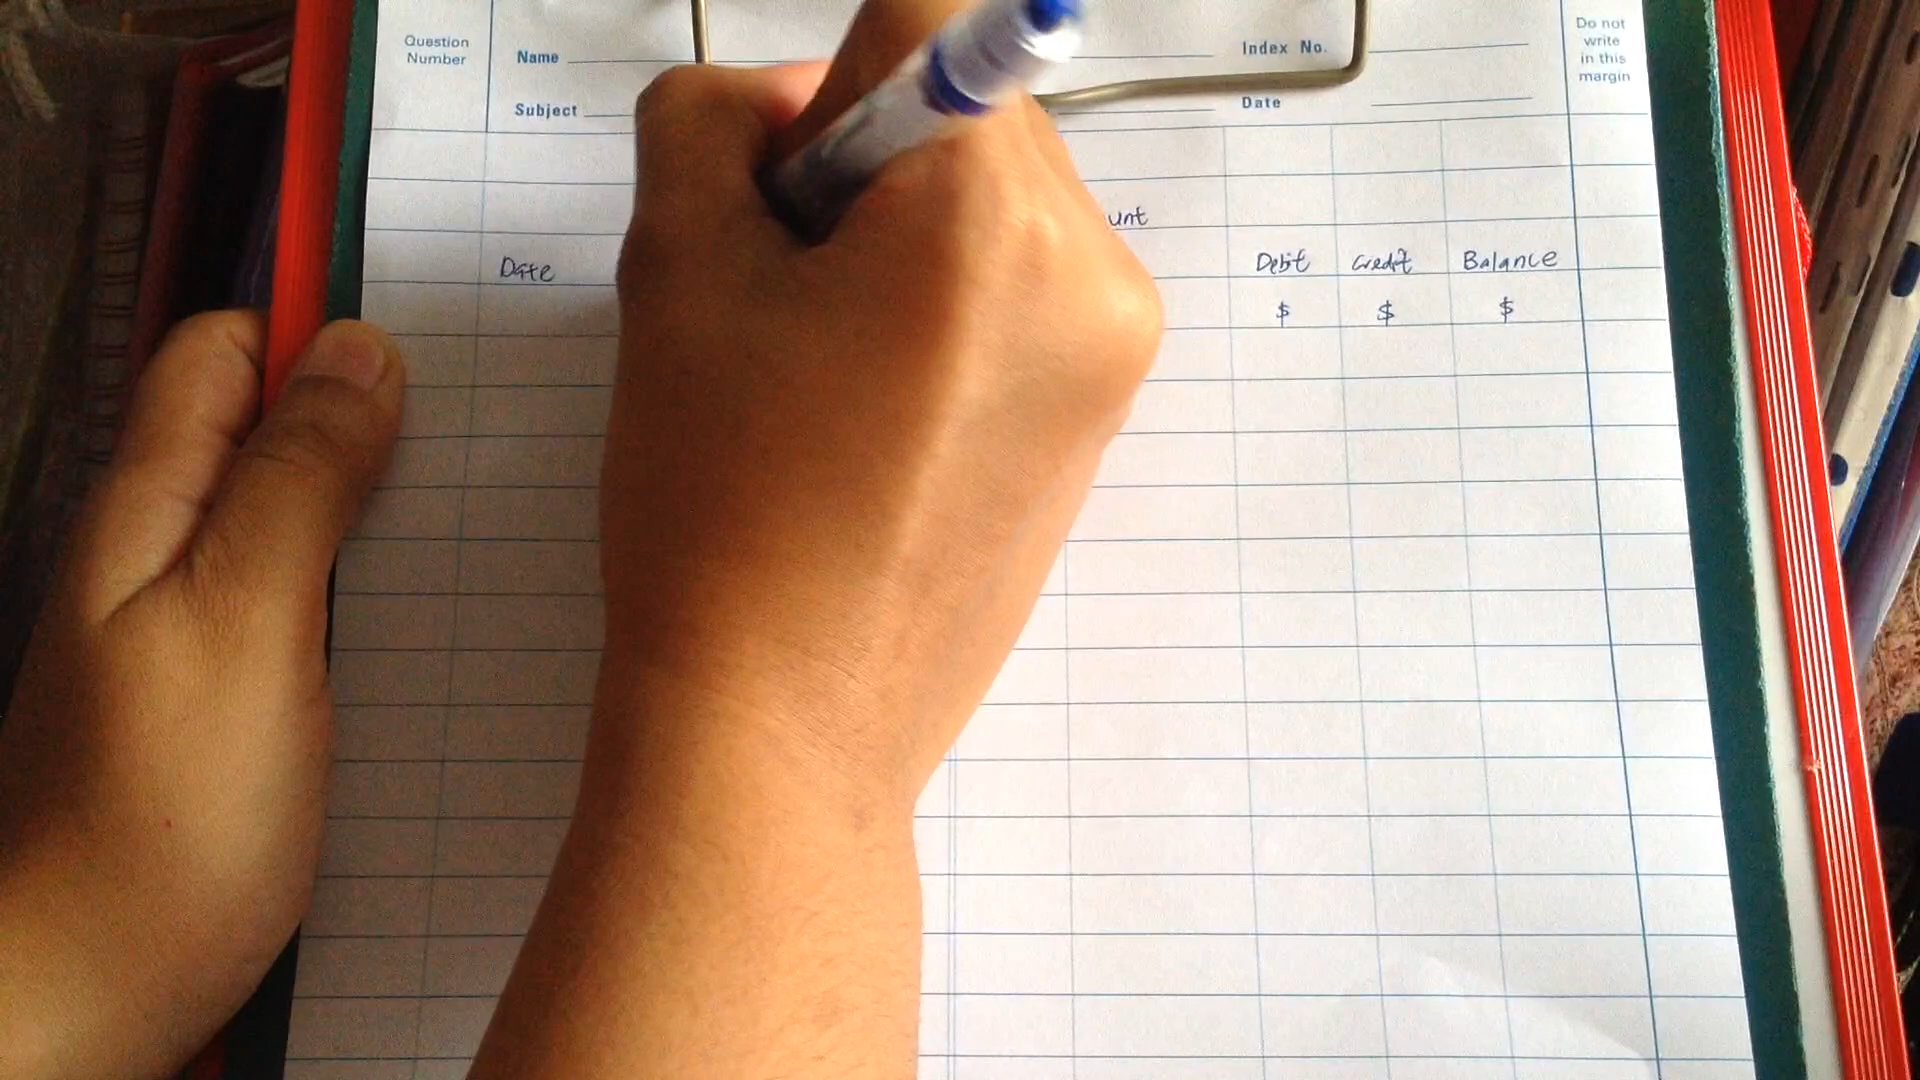 Question Number
Name
Index No.
Do not write in this margin
Subject
Date
unt
Date
Debit
Credit
Balance
$
$
$